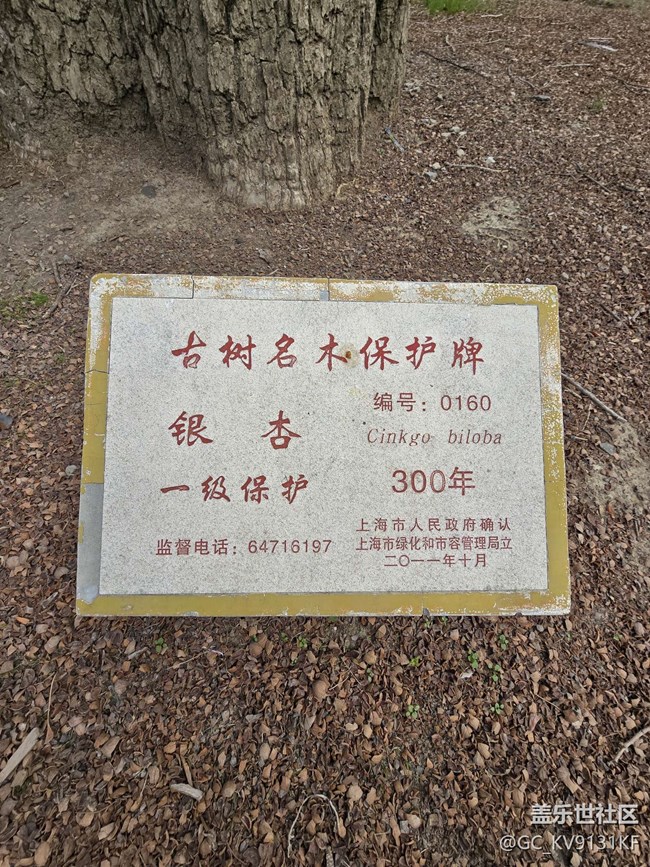 古树名木保护牌
银杏
编号：0160
Cinkgo biloba
一级保护
300年
监督电话：64716197
上海市人民政府确认
上海市绿化和市容管理局立
二〇一一年十月
盖乐世社区
@GC_KV9131KF